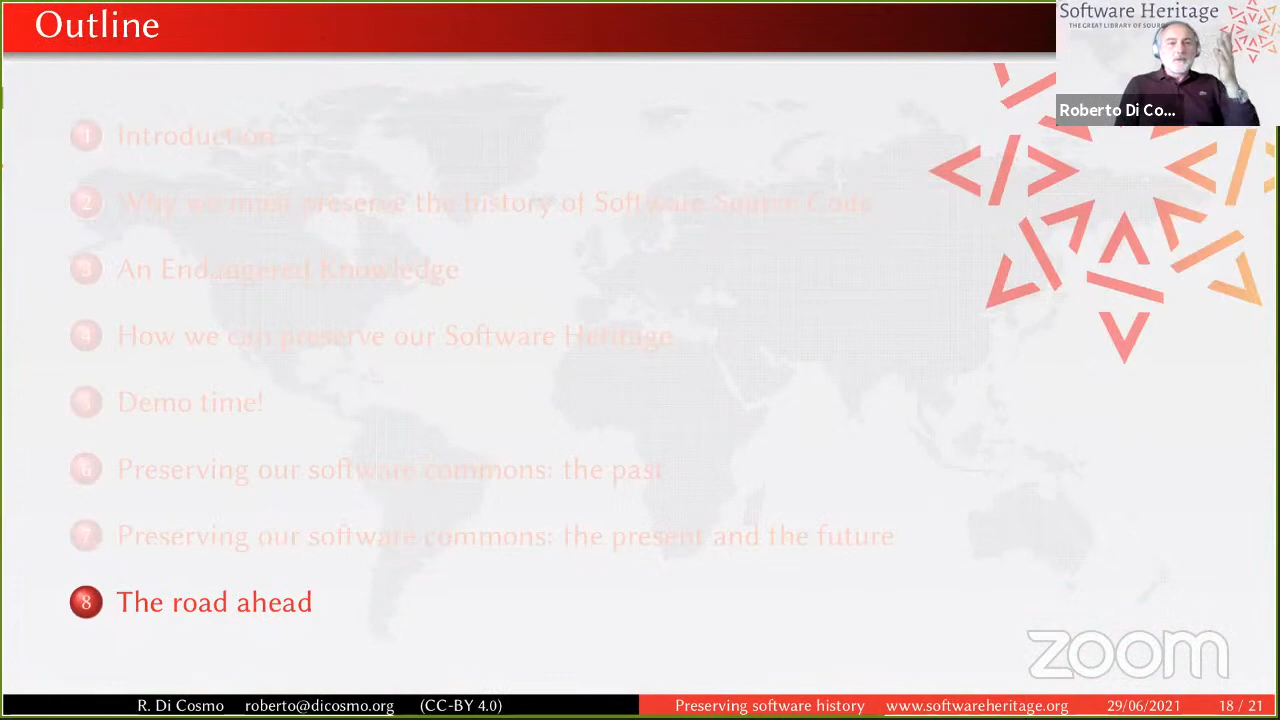 Outline
Software Heritage
THE GREAT LIBRARY OF SOUR
Roberto Di Co...
1 Introduction
2 Why we must preserve the history of Software Source Code
3 An Endangered Knowledge
4 How we can preserve our Software Heritage
5 Demo time!
6 Preserving our software commons: the past
7 Preserving our software commons: the present and the future
8 The road ahead
zoom
R. Di Cosmo roberto@dicosmo.org (CC-BY 4.0) Preserving software history www.softwareheritage.org 29/06/2021 18 / 21